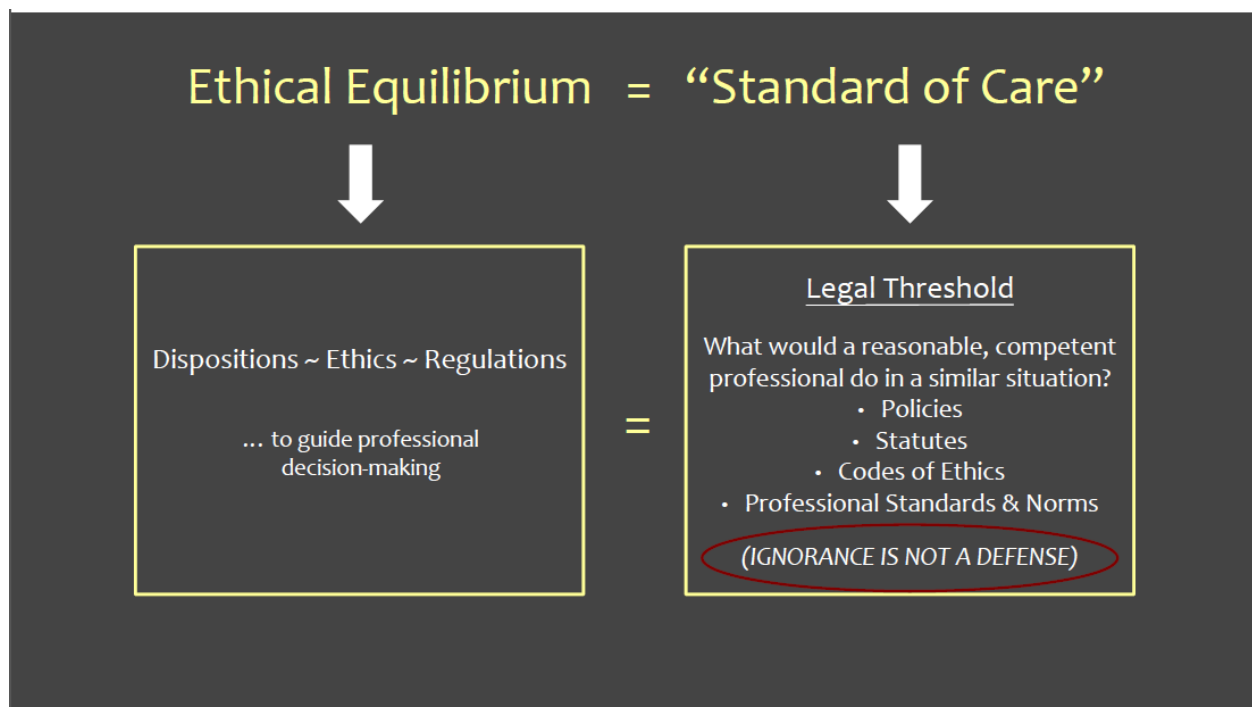 Ethical Equilibrium = “Standard of Care”
Dispositions ~ Ethics ~ Regulations
... to guide professional
decision-making
=
Legal Threshold
What would a reasonable, competent
professional do in a similar situation?
• Policies
• Statutes
• Codes of Ethics
• Professional Standards & Norms
(IGNORANCE IS NOT A DEFENSE)